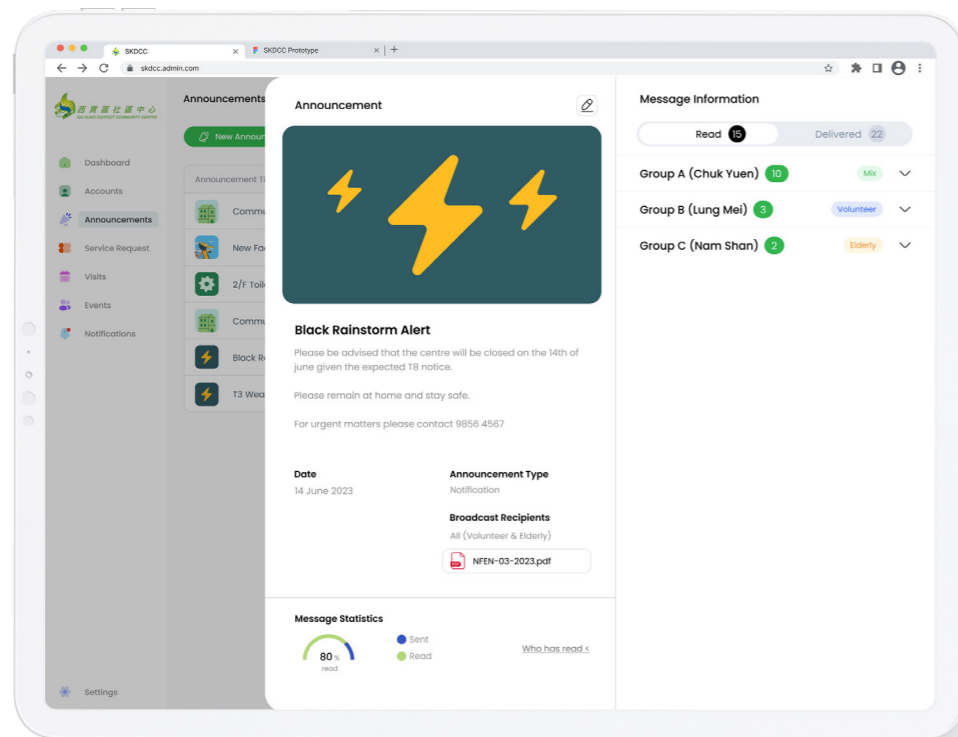 SKDCC
SKDCC Prototype
skdcc.admin.com
西貢區社區中心
SAI KUNG DISTRICT COMMUNITY CENTRE
Dashboard
Accounts
Announcements
Service Request
Visits
Events
Notifications
Settings
Announcements
New Announ
Announcement Ti
Commu
New Fac
2/F Toile
Commu
Black Ra
T3 Wea
Announcement
Black Rainstorm Alert
Please be advised that the centre will be closed on the 14th of
june given the expected T8 notice.
Please remain at home and stay safe.
For urgent matters please contact 9856 4567
Date
14 June 2023
Announcement Type
Notification
Broadcast Recipients
All (Volunteer & Elderly)
NFEN-03-2023.pdf
Message Statistics
80 %
read
Sent
Read
Who has read <
Message Information
Read 15
Delivered 22
Group A (Chuk Yuen) 10 Mix
Group B (Lung Mei) 3 Volunteer
Group C (Nam Shan) 2 Elderly